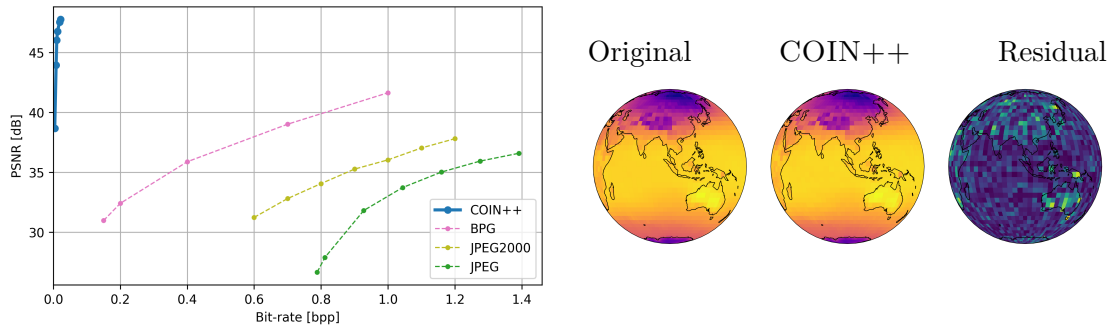 Original COIN++ Residual
PSNR [dB]
45
40
35
30
COIN++
BPG
JPEG2000
JPEG
0.0 0.2 0.4 0.6 0.8 1.0 1.2 1.4
Bit-rate [bpp]